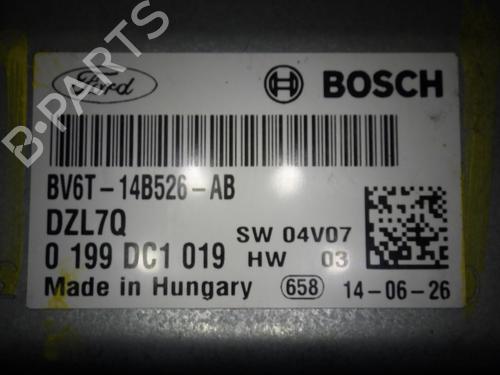 Ford BOSCH
B-PARTS
BV6T-14B526-AB
DZL7Q
SW 04V07
0 199 DC1 019 HW 03
Made in Hungary 658 14-06-26